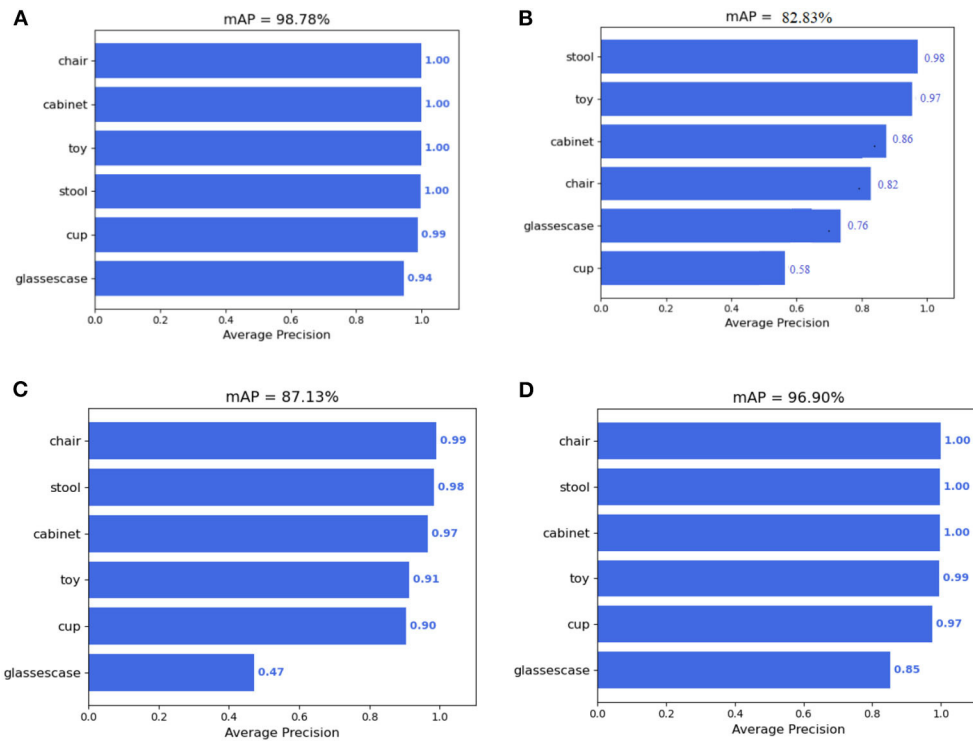 A
mAP = 98.78%
chair 1.00
cabinet 1.00
toy 1.00
stool 1.00
cup 0.99
glassescase 0.94
0.0 0.2 0.4 0.6 0.8 1.0
Average Precision
B
mAP = 82.83%
stool 0.98
toy 0.97
cabinet 0.86
chair 0.82
glassescase 0.76
cup 0.58
0.0 0.2 0.4 0.6 0.8 1.0
Average Precision
C
mAP = 87.13%
chair 0.99
stool 0.98
cabinet 0.97
toy 0.91
cup 0.90
glassescase 0.47
0.0 0.2 0.4 0.6 0.8 1.0
Average Precision
D
mAP = 96.90%
chair 1.00
stool 1.00
cabinet 1.00
toy 0.99
cup 0.97
glassescase 0.85
0.0 0.2 0.4 0.6 0.8 1.0
Average Precision